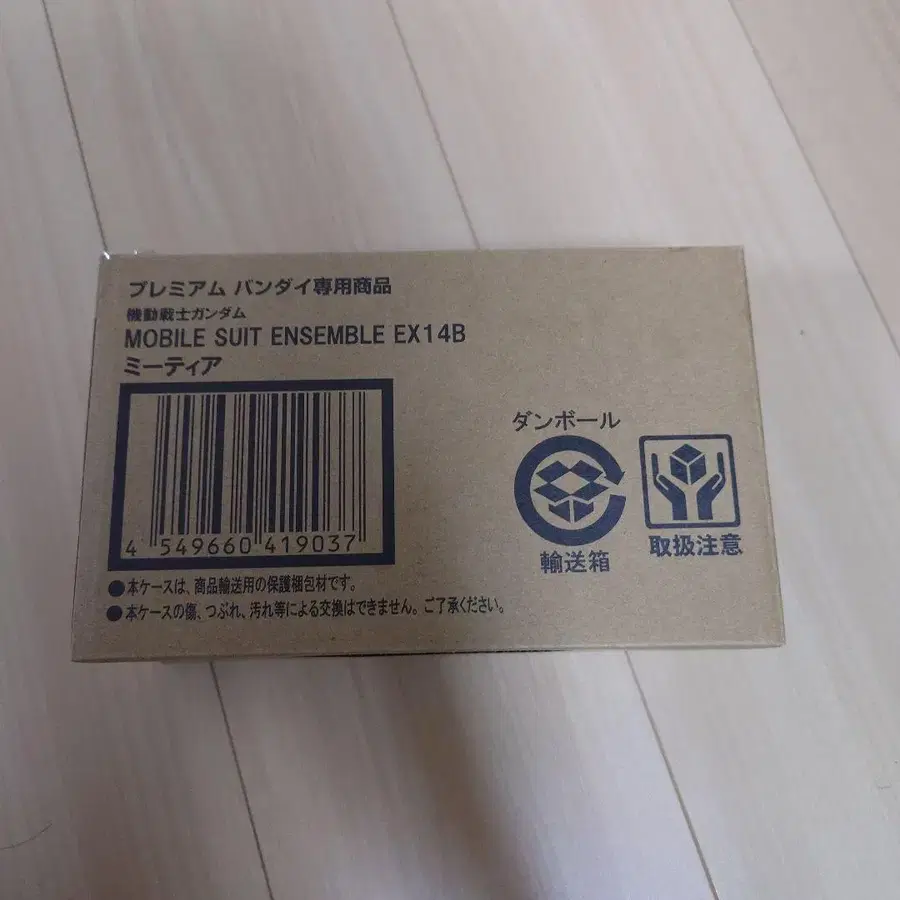 プレミアム バンダイ専用商品
機動戦士ガンダム
MOBILE SUIT ENSEMBLE EX14B
ミーティア
4 549660 419037
ダンボール
輸送箱
取扱注意
●本ケースは、商品輸送用の保護梱包材です。
●本ケースの傷、つぶれ、汚れ等による交換はできません。ご了承ください。